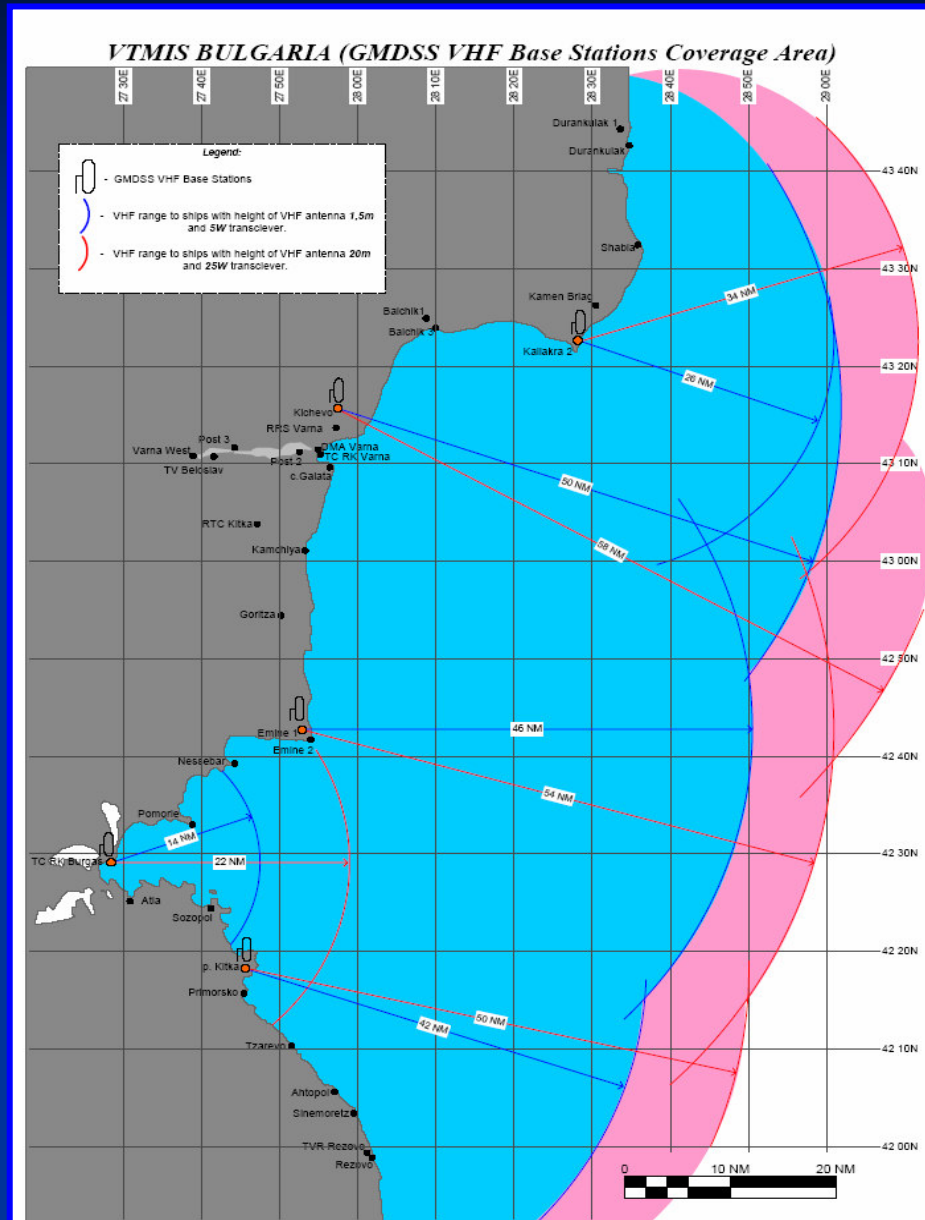 VTMIS BULGARIA (GMDSS VHF Base Stations Coverage Area)
27 30E
27 40E
27 50E
28 00E
28 10E
28 20E
28 30E
28 40E
28 50E
29 00E
Legend:
- GMDSS VHF Base Stations
- VHF range to ships with height of VHF antenna 1,5m
and 5W transciever.
- VHF range to ships with height of VHF antenna 20m
and 25W transciever.
Durankulak 1
Durankulak
43 40N
Shabla
43 30N
34 NM
Kamen Briag
Balchik1
Balchik 3
Kaliakra 2
43 20N
26 NM
Kichevo
RRS Varna
Post 3
DMA Varna
Varna West
Post 2
TC RK Varna
TV Beloslav
43 10N
c.Galata
50 NM
RTC Kitka
58 NM
Kamchiya
43 00N
Goritza
42 50N
Emine 1
46 NM
Emine 2
42 40N
Nessebar
54 NM
Pomorie
14 NM
TC RK Burgas
22 NM
42 30N
Atia
Sozopol
42 20N
p. Kitka
Primorsko
50 NM
42 NM
Tzarevo
42 10N
Ahtopol
Sinemoretz
TVR Rezovo
42 00N
Rezovo
0
10 NM
20 NM